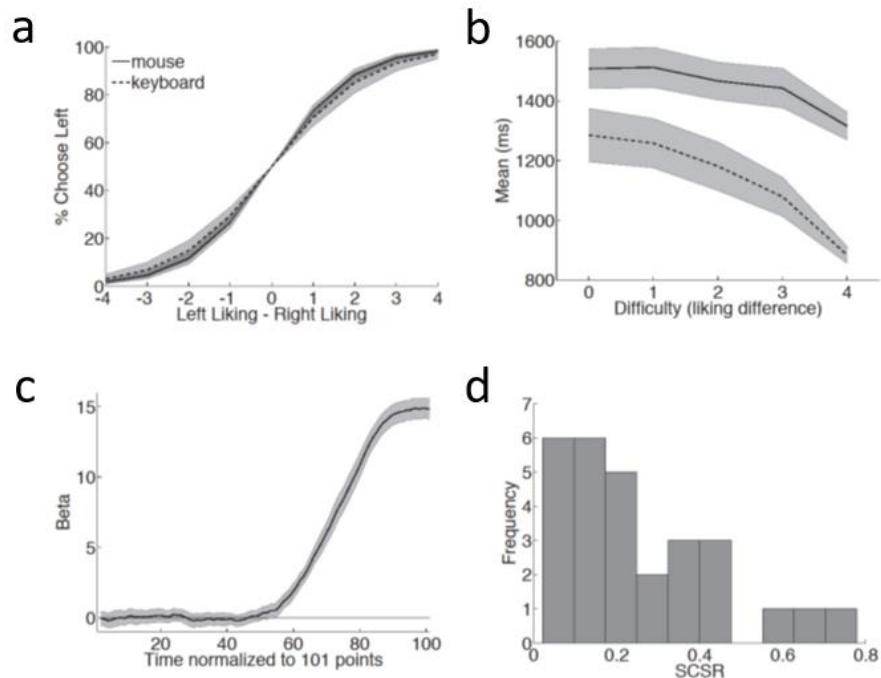 a
% Choose Left
100
80
60
40
20
0
mouse
keyboard
-4 -3 -2 -1 0 1 2 3 4
Left Liking - Right Liking
b
Mean (ms)
1600
1400
1200
1000
800
0 1 2 3 4
Difficulty (liking difference)
c
Beta
15
10
5
0
20 40 60 80 100
Time normalized to 101 points
d
Frequency
7
6
5
4
3
2
1
0 0.2 0.4 0.6 0.8
SCSR